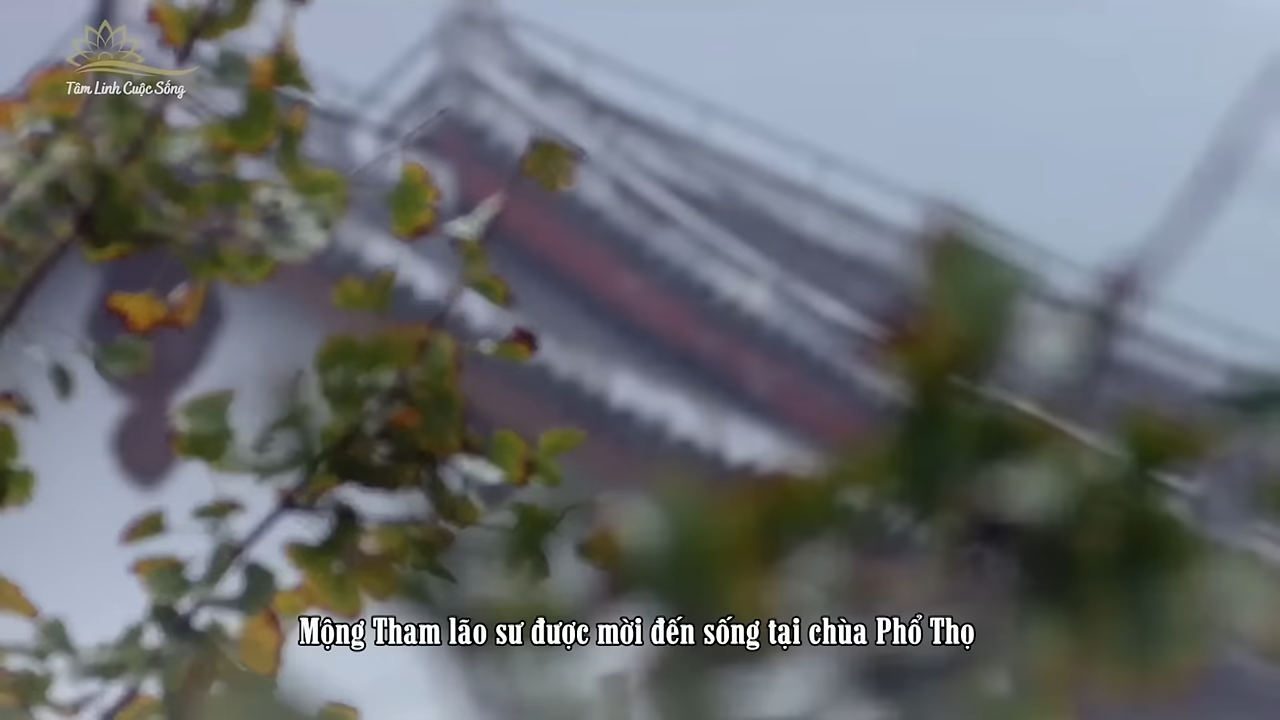 Tâm Linh Cuộc Sống
Mộng Tham lão sư được mời đến sống tại chùa Phổ Thọ